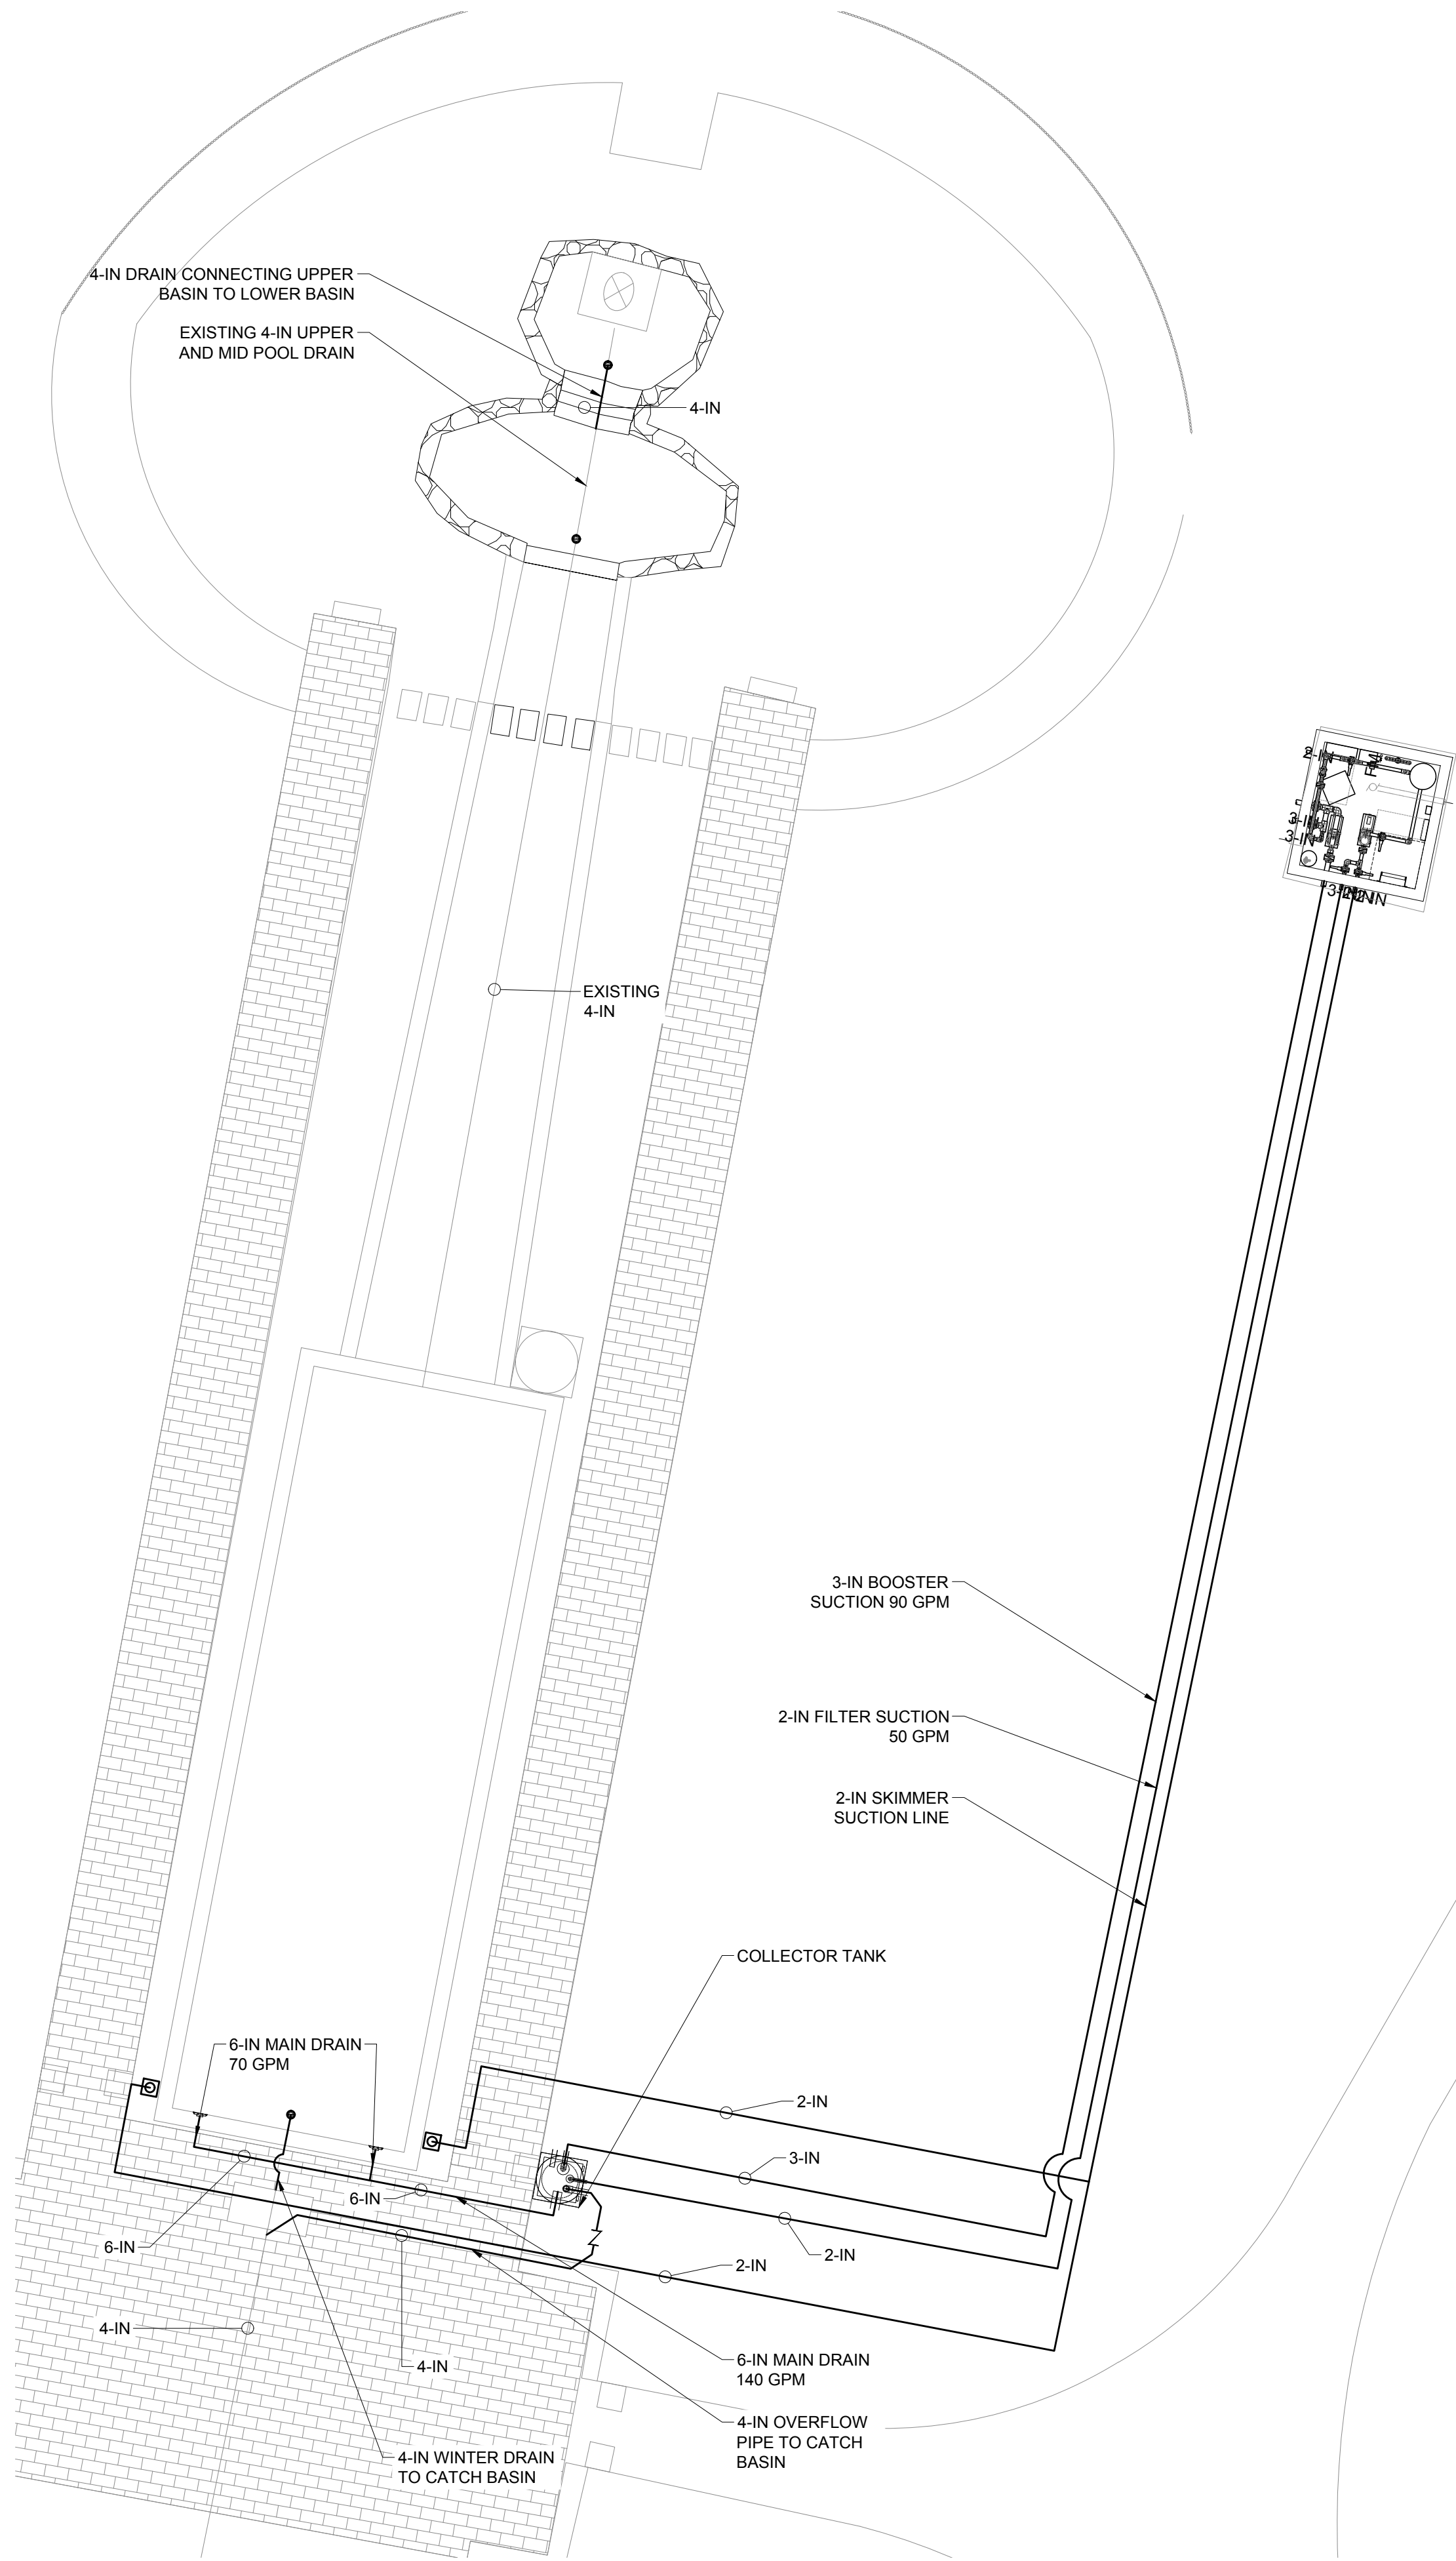 4-IN DRAIN CONNECTING UPPER
BASIN TO LOWER BASIN
EXISTING 4-IN UPPER
AND MID POOL DRAIN
4-IN
3-IN
EXISTING
4-IN
3-IN BOOSTER
SUCTION 90 GPM
2-IN FILTER SUCTION
50 GPM
2-IN SKIMMER
SUCTION LINE
COLLECTOR TANK
6-IN MAIN DRAIN
70 GPM
2-IN
3-IN
6-IN
2-IN
6-IN
2-IN
4-IN
4-IN
6-IN MAIN DRAIN
140 GPM
4-IN OVERFLOW
PIPE TO CATCH
BASIN
4-IN WINTER DRAIN
TO CATCH BASIN